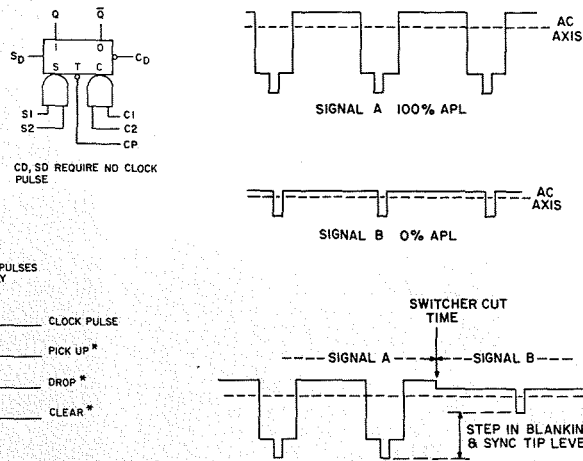 Q Q̅
1 0
SD CD
S T C
S1 C1
S2 C2
CP
CD, SD REQUIRE NO CLOCK
PULSE
PULSES
Y
CLOCK PULSE
PICK UP *
DROP *
CLEAR *
AC
AXIS
SIGNAL A 100% APL
AC
AXIS
SIGNAL B 0% APL
SWITCHER CUT
TIME
SIGNAL A SIGNAL B
STEP IN BLANKIN
& SYNC TIP LEVE